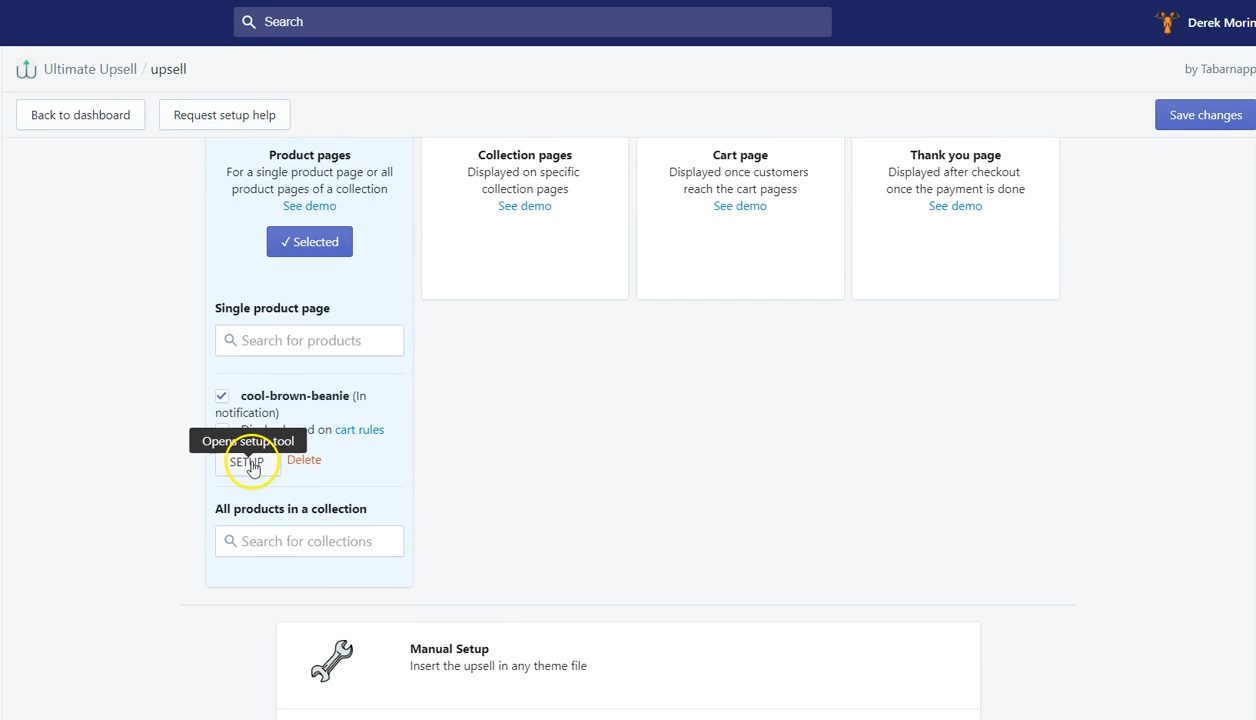 Search
Derek Morin
Ultimate Upsell / upsell
by Tabarnapp
Back to dashboard
Request setup help
Save changes
Product pages
For a single product page or all
product pages of a collection
See demo
✓ Selected
Collection pages
Displayed on specific
collection pages
See demo
Cart page
Displayed once customers
reach the cart pagess
See demo
Thank you page
Displayed after checkout
once the payment is done
See demo
Single product page
Search for products
cool-brown-beanie (In
notification)
on cart rules
Opens setup tool
SETUP
Delete
All products in a collection
Search for collections
Manual Setup
Insert the upsell in any theme file